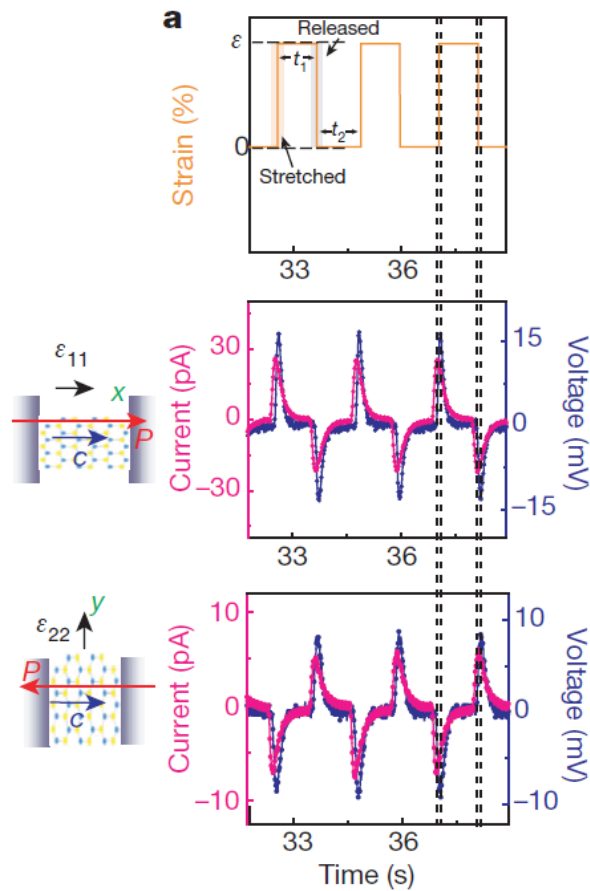 a
Released
ε
t1
t2
0
Stretched
Strain (%)
33
36
ε11
x
P
c
Current (pA)
30
0
−30
15
0
−15
Voltage (mV)
33
36
y
ε22
P
c
Current (pA)
10
0
−10
10
0
−10
Voltage (mV)
33
36
Time (s)